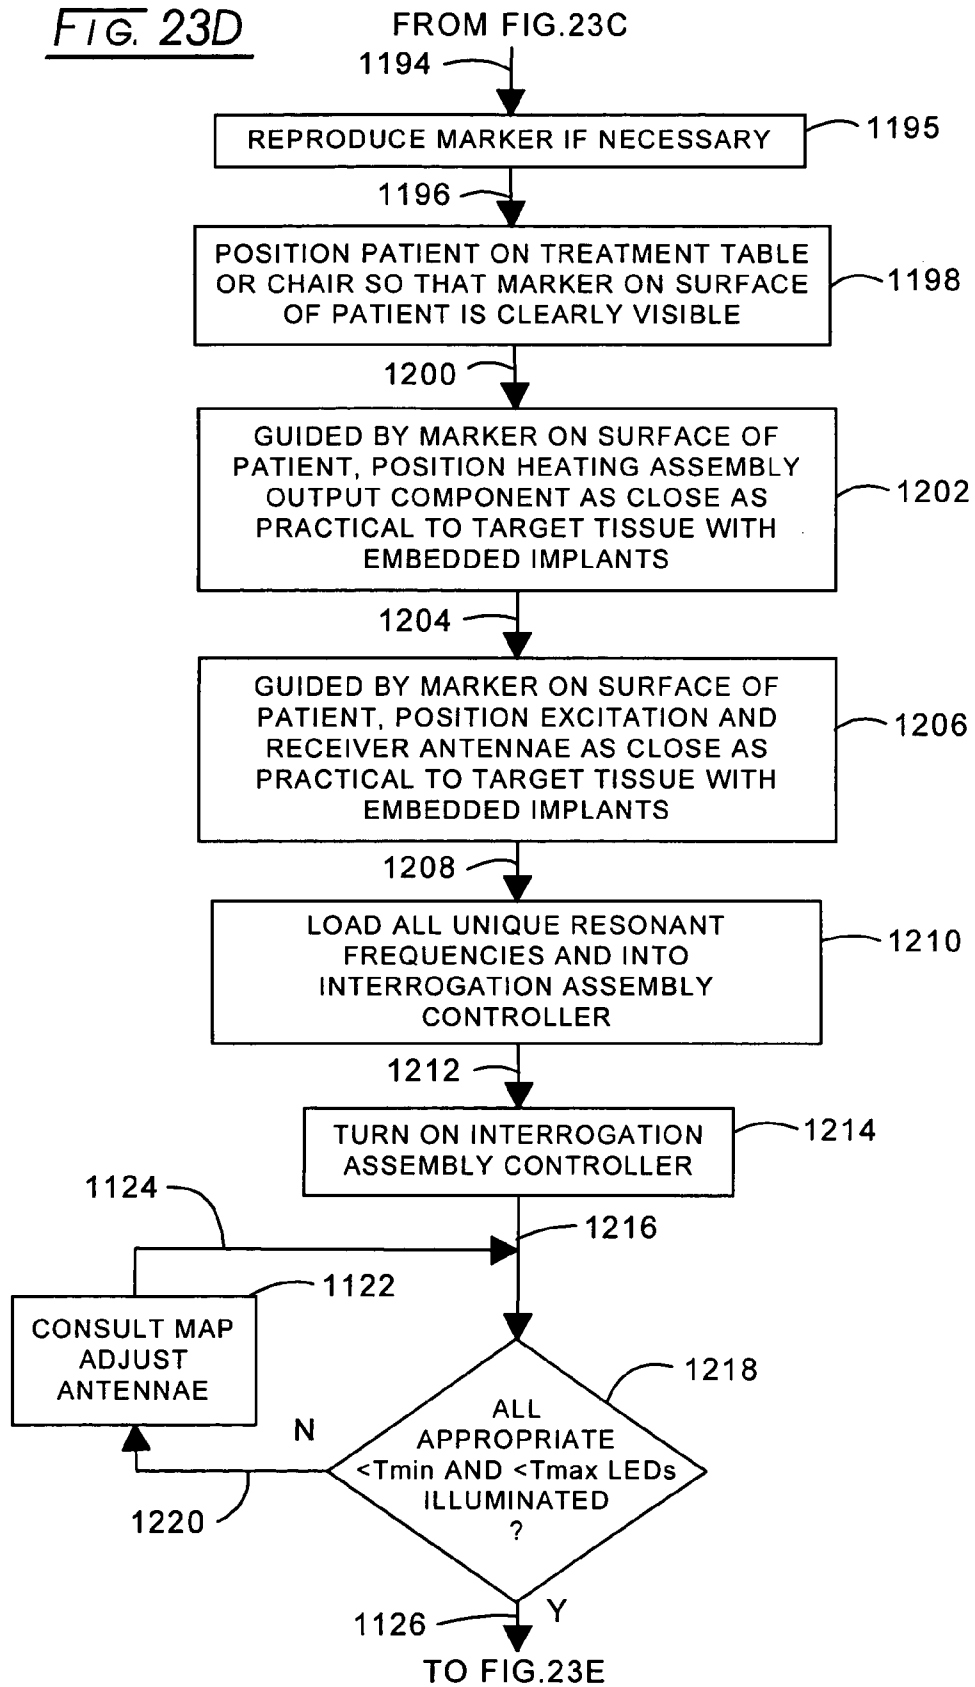 FIG. 23D
FROM FIG.23C
1194
REPRODUCE MARKER IF NECESSARY
1195
1196
POSITION PATIENT ON TREATMENT TABLE
OR CHAIR SO THAT MARKER ON SURFACE
OF PATIENT IS CLEARLY VISIBLE
1198
1200
GUIDED BY MARKER ON SURFACE OF
PATIENT, POSITION HEATING ASSEMBLY
OUTPUT COMPONENT AS CLOSE AS
PRACTICAL TO TARGET TISSUE WITH
EMBEDDED IMPLANTS
1202
1204
GUIDED BY MARKER ON SURFACE OF
PATIENT, POSITION EXCITATION AND
RECEIVER ANTENNAE AS CLOSE AS
PRACTICAL TO TARGET TISSUE WITH
EMBEDDED IMPLANTS
1206
1208
LOAD ALL UNIQUE RESONANT
FREQUENCIES AND INTO
INTERROGATION ASSEMBLY
CONTROLLER
1210
1212
TURN ON INTERROGATION
ASSEMBLY CONTROLLER
1214
1124
1216
1122
CONSULT MAP
ADJUST
ANTENNAE
1218
ALL
APPROPRIATE
<Tmin AND <Tmax LEDs
ILLUMINATED
?
N
1220
Y
1126
TO FIG.23E